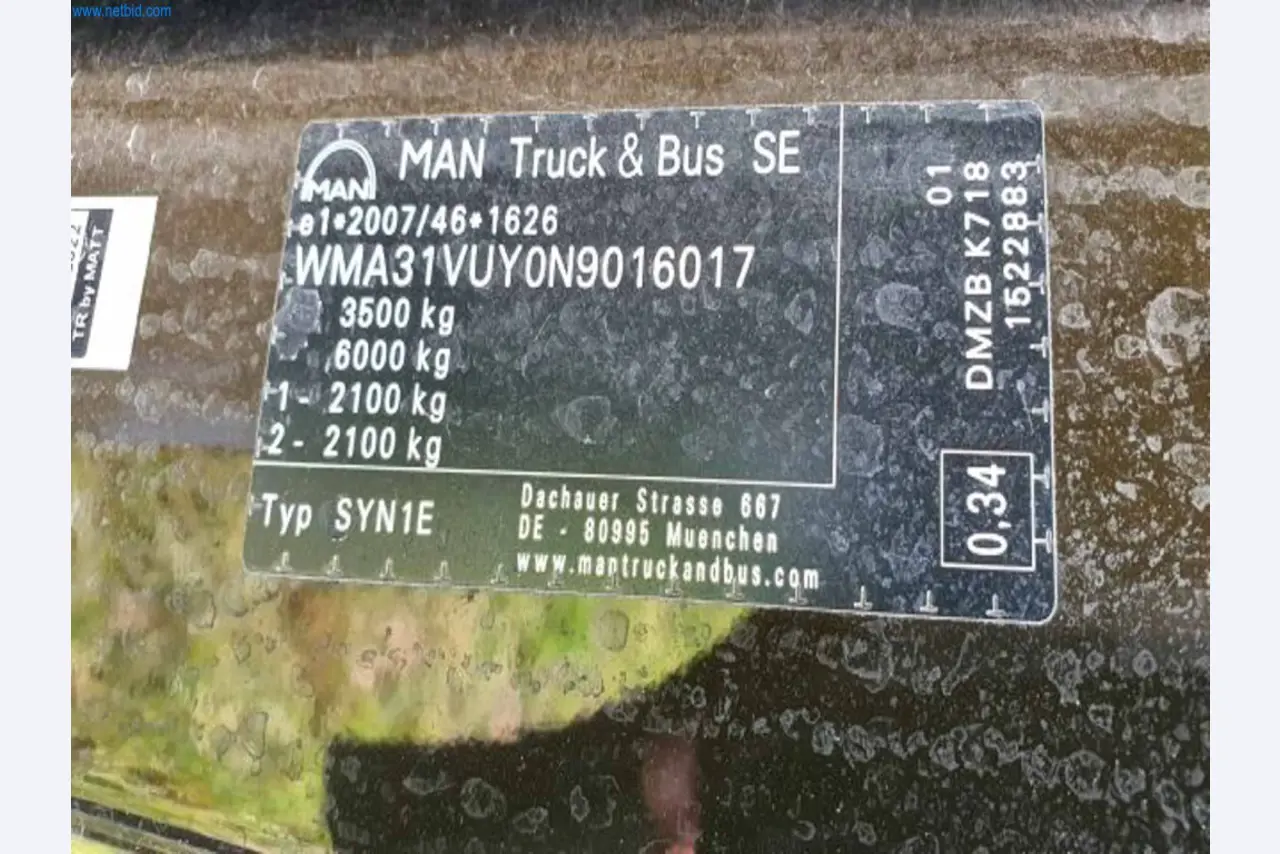 www.netbid.com
MAN
MAN Truck & Bus SE
e1*2007/46*1626
WMA31VUY0N9016017
3500 kg
6000 kg
1 - 2100 kg
2 - 2100 kg
Typ SYN1E
Dachauer Strasse 667
DE - 80995 Muenchen
www.mantruckandbus.com
01
DMZB K718
1522883
0,34
TR by MATT